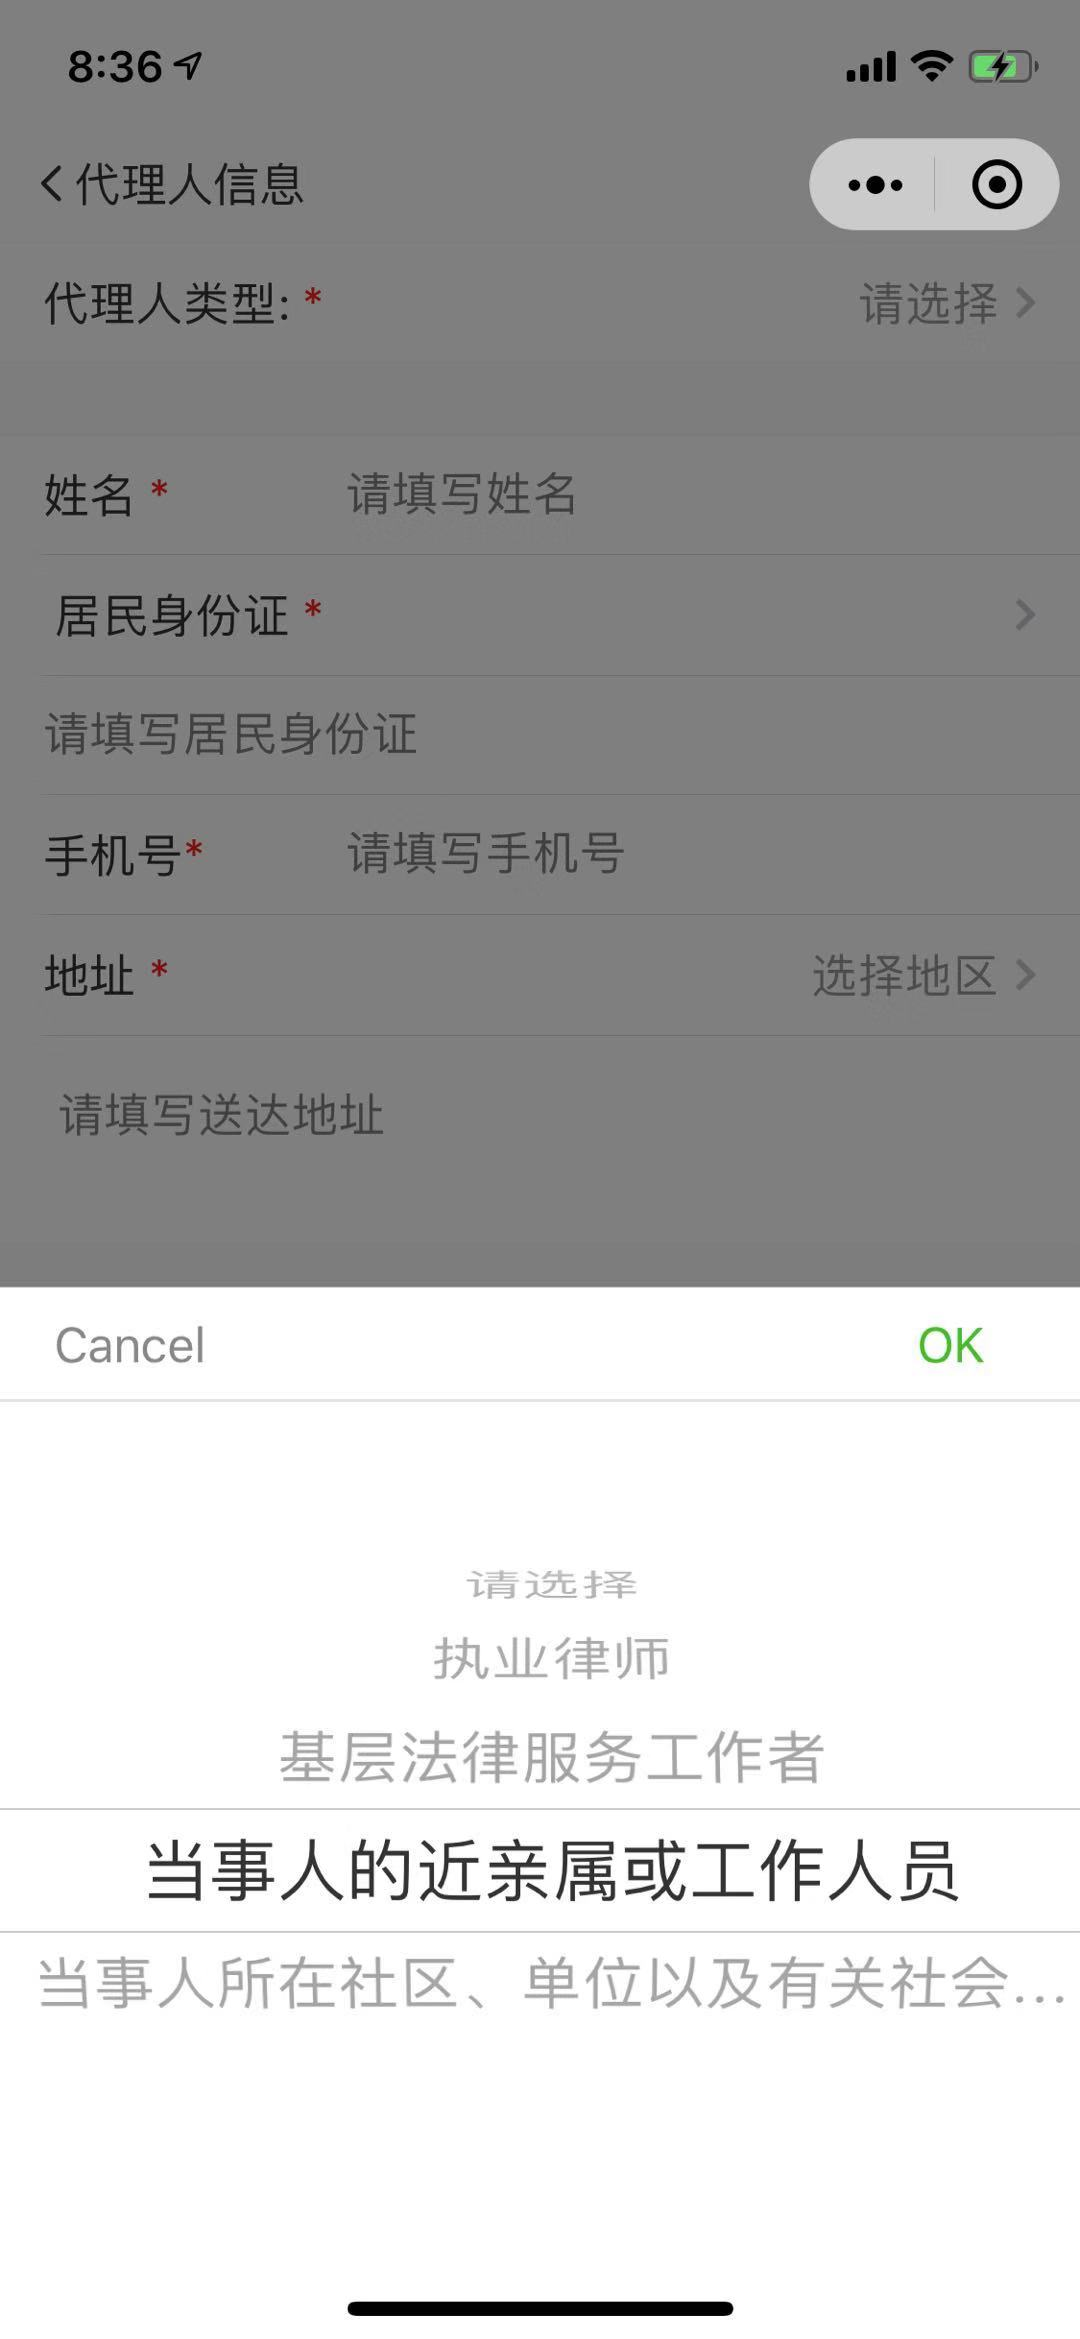 8:36
代理人信息
代理人类型: * 请选择
姓名 * 请填写姓名
居民身份证 *
请填写居民身份证
手机号* 请填写手机号
地址 * 选择地区
请填写送达地址
Cancel OK
请选择
执业律师
基层法律服务工作者
当事人的近亲属或工作人员
当事人所在社区、单位以及有关社会...